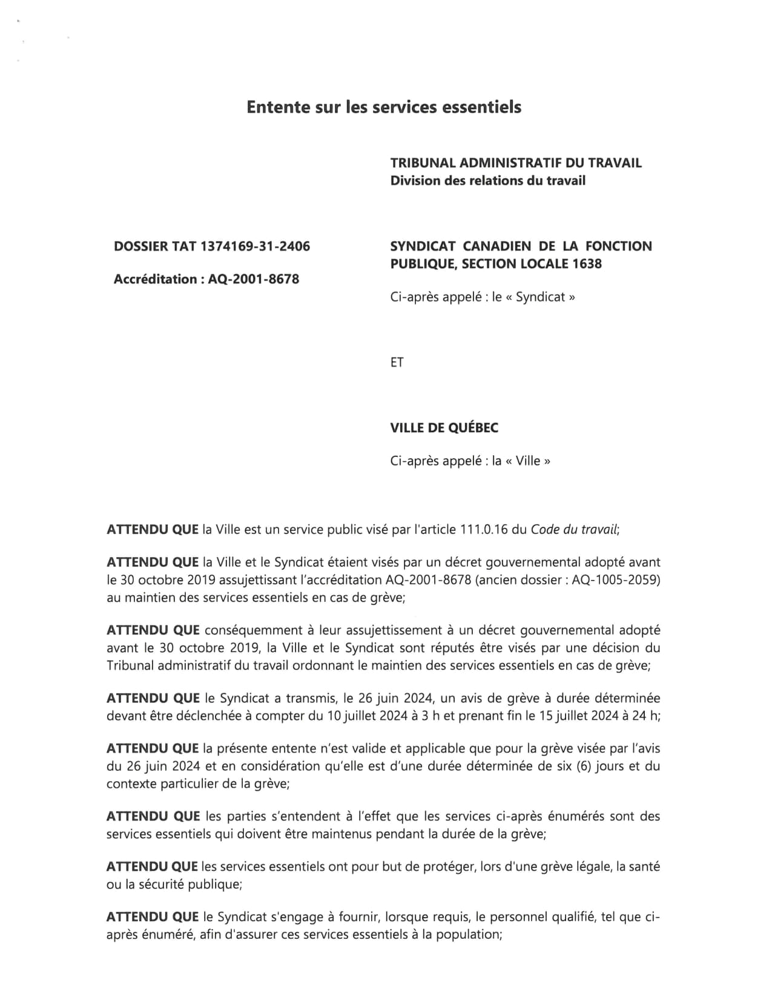 Entente sur les services essentiels
TRIBUNAL ADMINISTRATIF DU TRAVAIL
Division des relations du travail
DOSSIER TAT 1374169-31-2406
Accréditation : AQ-2001-8678
SYNDICAT CANADIEN DE LA FONCTION
PUBLIQUE, SECTION LOCALE 1638
Ci-après appelé : le « Syndicat »
ET
VILLE DE QUÉBEC
Ci-après appelé : la « Ville »
ATTENDU QUE la Ville est un service public visé par l'article 111.0.16 du Code du travail;
ATTENDU QUE la Ville et le Syndicat étaient visés par un décret gouvernemental adopté avant
le 30 octobre 2019 assujettissant l’accréditation AQ-2001-8678 (ancien dossier : AQ-1005-2059)
au maintien des services essentiels en cas de grève;
ATTENDU QUE conséquemment à leur assujettissement à un décret gouvernemental adopté
avant le 30 octobre 2019, la Ville et le Syndicat sont réputés être visés par une décision du
Tribunal administratif du travail ordonnant le maintien des services essentiels en cas de grève;
ATTENDU QUE le Syndicat a transmis, le 26 juin 2024, un avis de grève à durée déterminée
devant être déclenchée à compter du 10 juillet 2024 à 3 h et prenant fin le 15 juillet 2024 à 24 h;
ATTENDU QUE la présente entente n’est valide et applicable que pour la grève visée par l’avis
du 26 juin 2024 et en considération qu’elle est d’une durée déterminée de six (6) jours et du
contexte particulier de la grève;
ATTENDU QUE les parties s’entendent à l’effet que les services ci-après énumérés sont des
services essentiels qui doivent être maintenus pendant la durée de la grève;
ATTENDU QUE les services essentiels ont pour but de protéger, lors d'une grève légale, la santé
ou la sécurité publique;
ATTENDU QUE le Syndicat s'engage à fournir, lorsque requis, le personnel qualifié, tel que ci-
après énuméré, afin d'assurer ces services essentiels à la population;